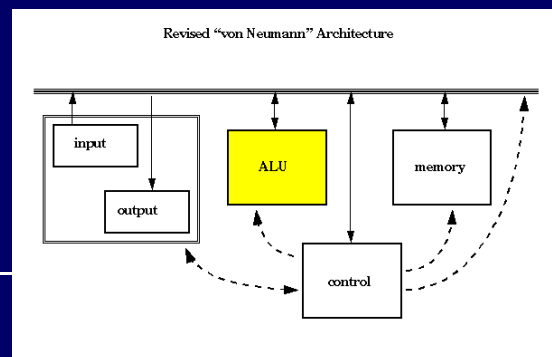 Revised “von Neumann” Architecture
input
output
ALU
memory
control